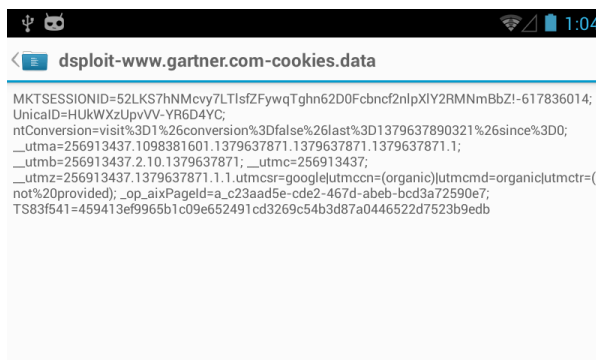 1:04
dsploit-www.gartner.com-cookies.data
MKTSESSIONID=52LKS7hNMcvy7LTlsfZFywqTghn62D0Fcbncf2nlpXlY2RMNmBbZ!-617836014;
UnicaID=HUkWXzUpvVV-YR6D4YC;
ntConversion=visit%3D1%26conversion%3Dfalse%26last%3D1379637890321%26since%3D0;
__utma=256913437.1098381601.1379637871.1379637871.1379637871.1;
__utmb=256913437.2.10.1379637871; __utmc=256913437;
__utmz=256913437.1379637871.1.1.utmcsr=google|utmccn=(organic)|utmcmd=organic|utmctr=(
not%20provided); _op_aixPageId=a_c23aad5e-cde2-467d-abeb-bcd3a72590e7;
TS83f541=459413ef9965b1c09e652491cd3269c54b3d87a0446522d7523b9edb